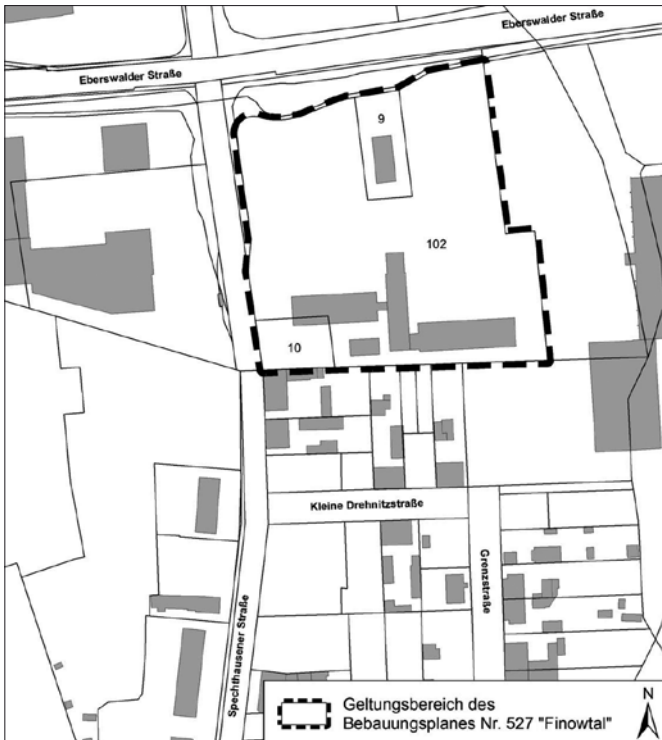 Eberswalder Straße
Eberswalder Straße
9
102
10
Kleine Drehnitzstraße
Grenzstraße
Spechthausener Straße
Geltungsbereich des
Bebauungsplanes Nr. 527 "Finowtal"
N